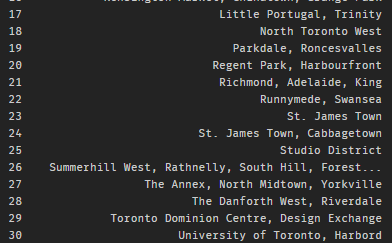 17 Little Portugal, Trinity
18 North Toronto West
19 Parkdale, Roncesvalles
20 Regent Park, Harbourfront
21 Richmond, Adelaide, King
22 Runnymede, Swansea
23 St. James Town
24 St. James Town, Cabbagetown
25 Studio District
26 Summerhill West, Rathnelly, South Hill, Forest...
27 The Annex, North Midtown, Yorkville
28 The Danforth West, Riverdale
29 Toronto Dominion Centre, Design Exchange
30 University of Toronto, Harbord